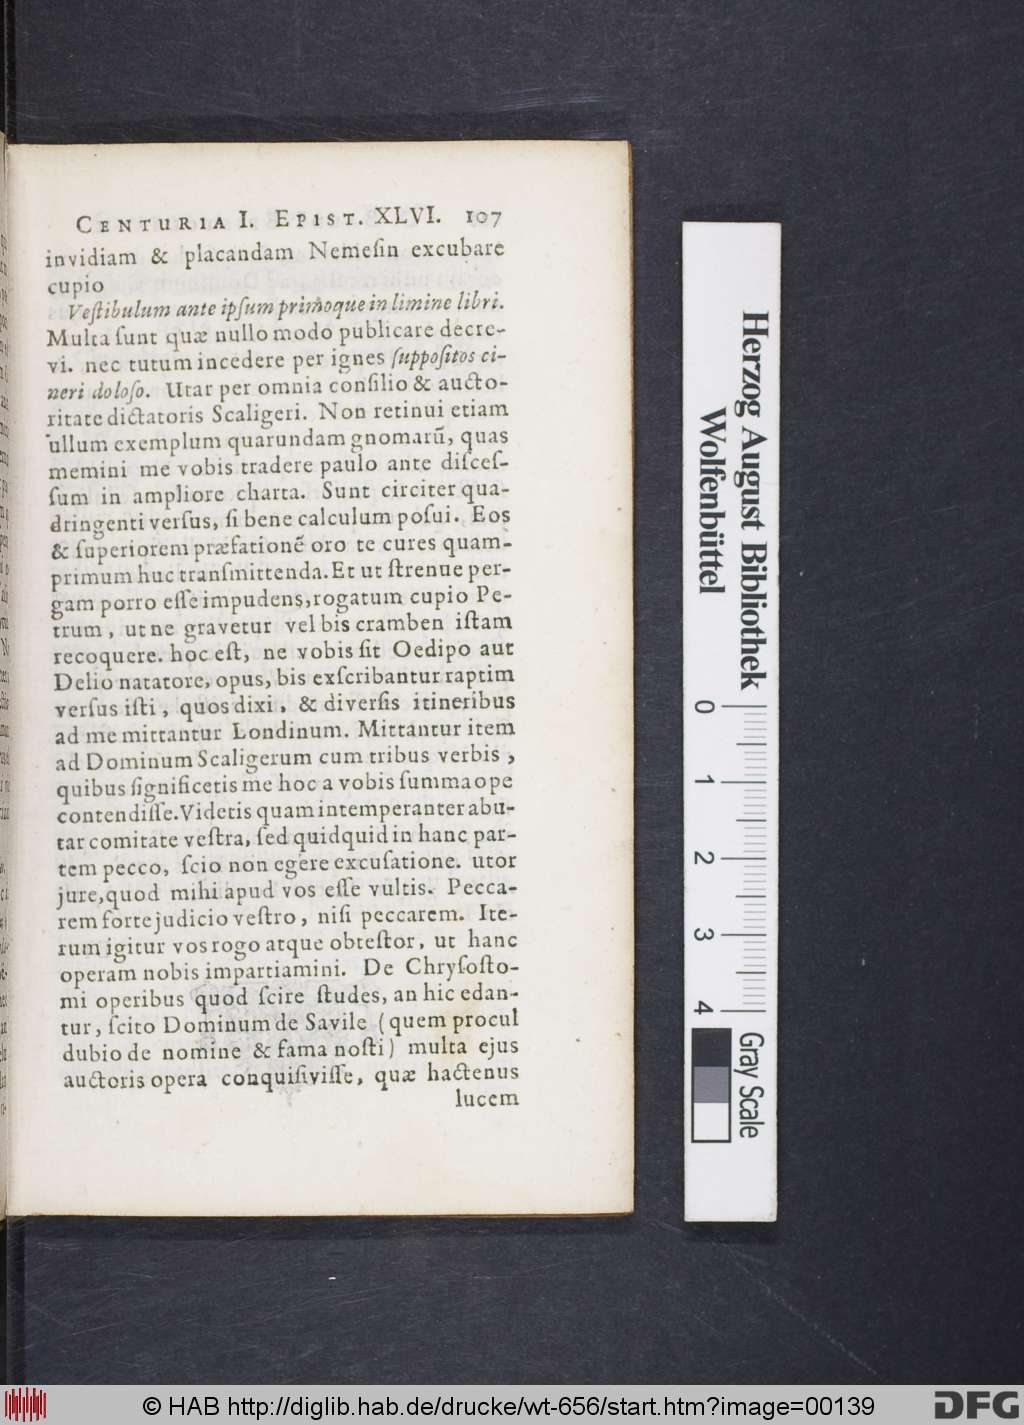 CENTURIA I. EPIST. XLVI. 107
invidiam & placandam Nemeſin excubare
cupio
Veſtibulum ante ipſum primoque in limine libri.
Multa ſunt quæ nullo modo publicare decre-
vi. nec tutum incedere per ignes ſuppoſitos ci-
neri doloſo. Utar per omnia conſilio & aucto-
ritate dictatoris Scaligeri. Non retinui etiam
ullum exemplum quarundam gnomarū, quas
memini me vobis tradere paulo ante diſceſ-
ſum in ampliore charta. Sunt circiter qua-
dringenti verſus, ſi bene calculum poſui. Eos
& ſuperiorem præfationē oro te cures quam-
primum huc tranſmittenda. Et ut ſtrenue per-
gam porro eſſe impudens, rogatum cupio Pe-
trum, ut ne gravetur vel bis cramben iſtam
recoquere. hoc eſt, ne vobis ſit Oedipo aut
Delio natatore, opus, bis exſcribantur raptim
verſus iſti, quos dixi, & diverſis itineribus
ad me mittantur Londinum. Mittantur item
ad Dominum Scaligerum cum tribus verbis,
quibus ſignificetis me hoc a vobis ſumma ope
contendiſſe. Videtis quam intemperanter abu-
tar comitate veſtra, ſed quidquid in hanc par-
tem pecco, ſcio non egere excuſatione. utor
jure, quod mihi apud vos eſſe vultis. Pecca-
rem forte judicio veſtro, niſi peccarem. Ite-
rum igitur vos rogo atque obteſtor, ut hanc
operam nobis impartiamini. De Chryſoſto-
mi operibus quod ſcire ſtudes, an hic edan-
tur, ſcito Dominum de Savile (quem procul
dubio de nomine & fama noſti) multa ejus
auctoris opera conquiſiviſſe, quæ hactenus
lucem
Herzog August Bibliothek
Wolfenbüttel
0 1 2 3 4
Gray Scale
© HAB http://diglib.hab.de/drucke/wt-656/start.htm?image=00139
DFG